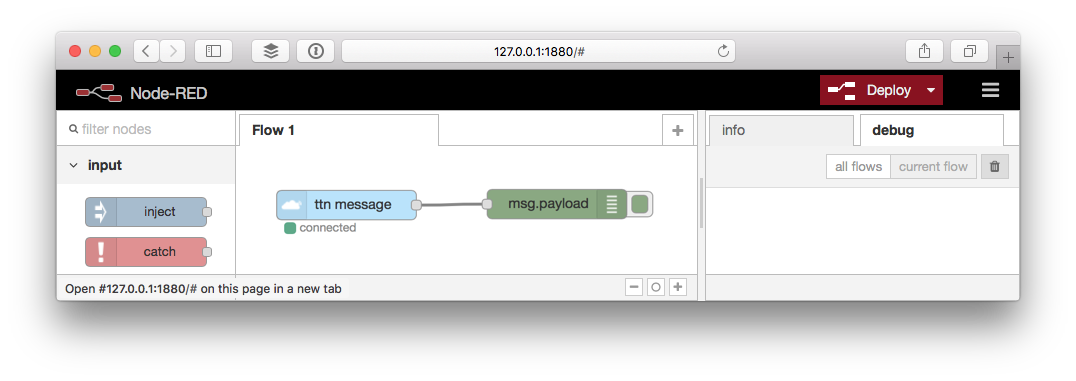 127.0.0.1:1880/#
Node-RED
Deploy
filter nodes
Flow 1
info
debug
input
all flows
current flow
inject
ttn message
msg.payload
connected
catch
Open #127.0.0.1:1880/# on this page in a new tab